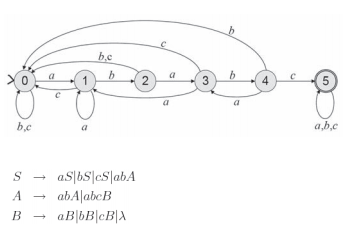 b
c
b,c
0 a 1 b 2 a 3 b 4 c 5
c a a
b,c a a,b,c
S → aS|bS|cS|abA
A → abA|abcB
B → aB|bB|cB|λ